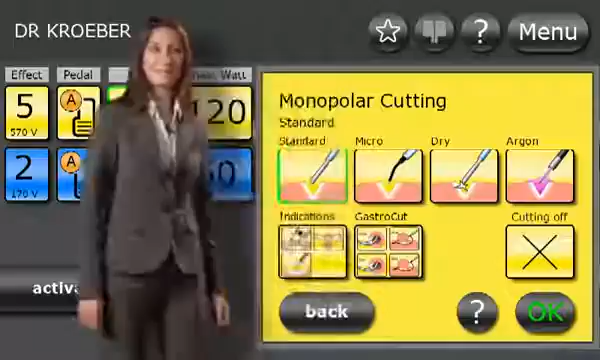 DR KROEBER
? Menu
Effect Pedal Watt
5
570 V
A
120
2
170 V
A
Monopolar Cutting
Standard
Standard Micro Dry Argon
Indications GastroCut Cutting off
back ? OK